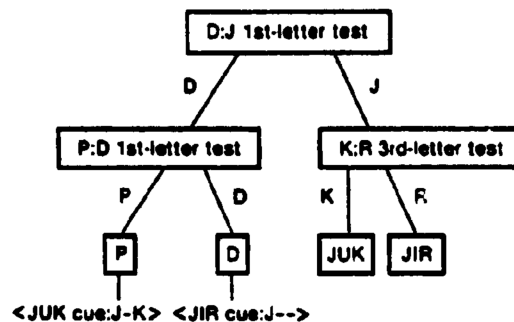 D:J 1st-letter test
D J
P:D 1st-letter test K:R 3rd-letter test
P D K R
P D JUK JIR
<JUK cue:J-K> <JIR cue:J-->